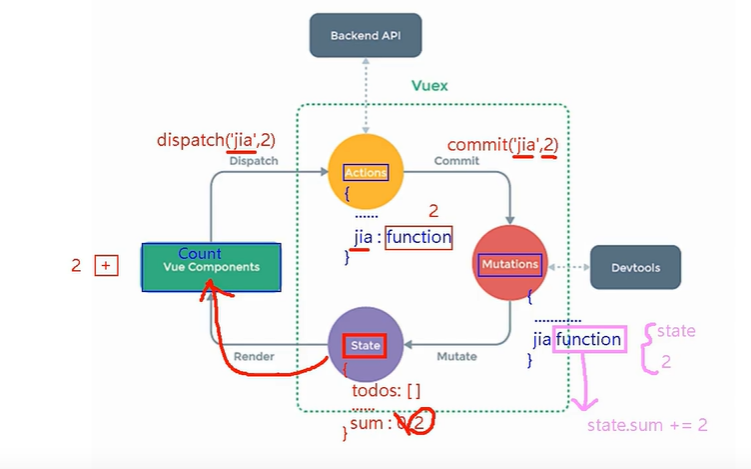 Backend API
Vuex
dispatch('jia',2)
commit('jia',2)
Dispatch
Actions
Commit
{
......
2
jia : function
}
2 +
Count
Vue Components
Mutations
Devtools
{
............
jia function
}
state
2
State
Render
Mutate
{
todos: [ ]
......
sum : 0 2
}
state.sum += 2